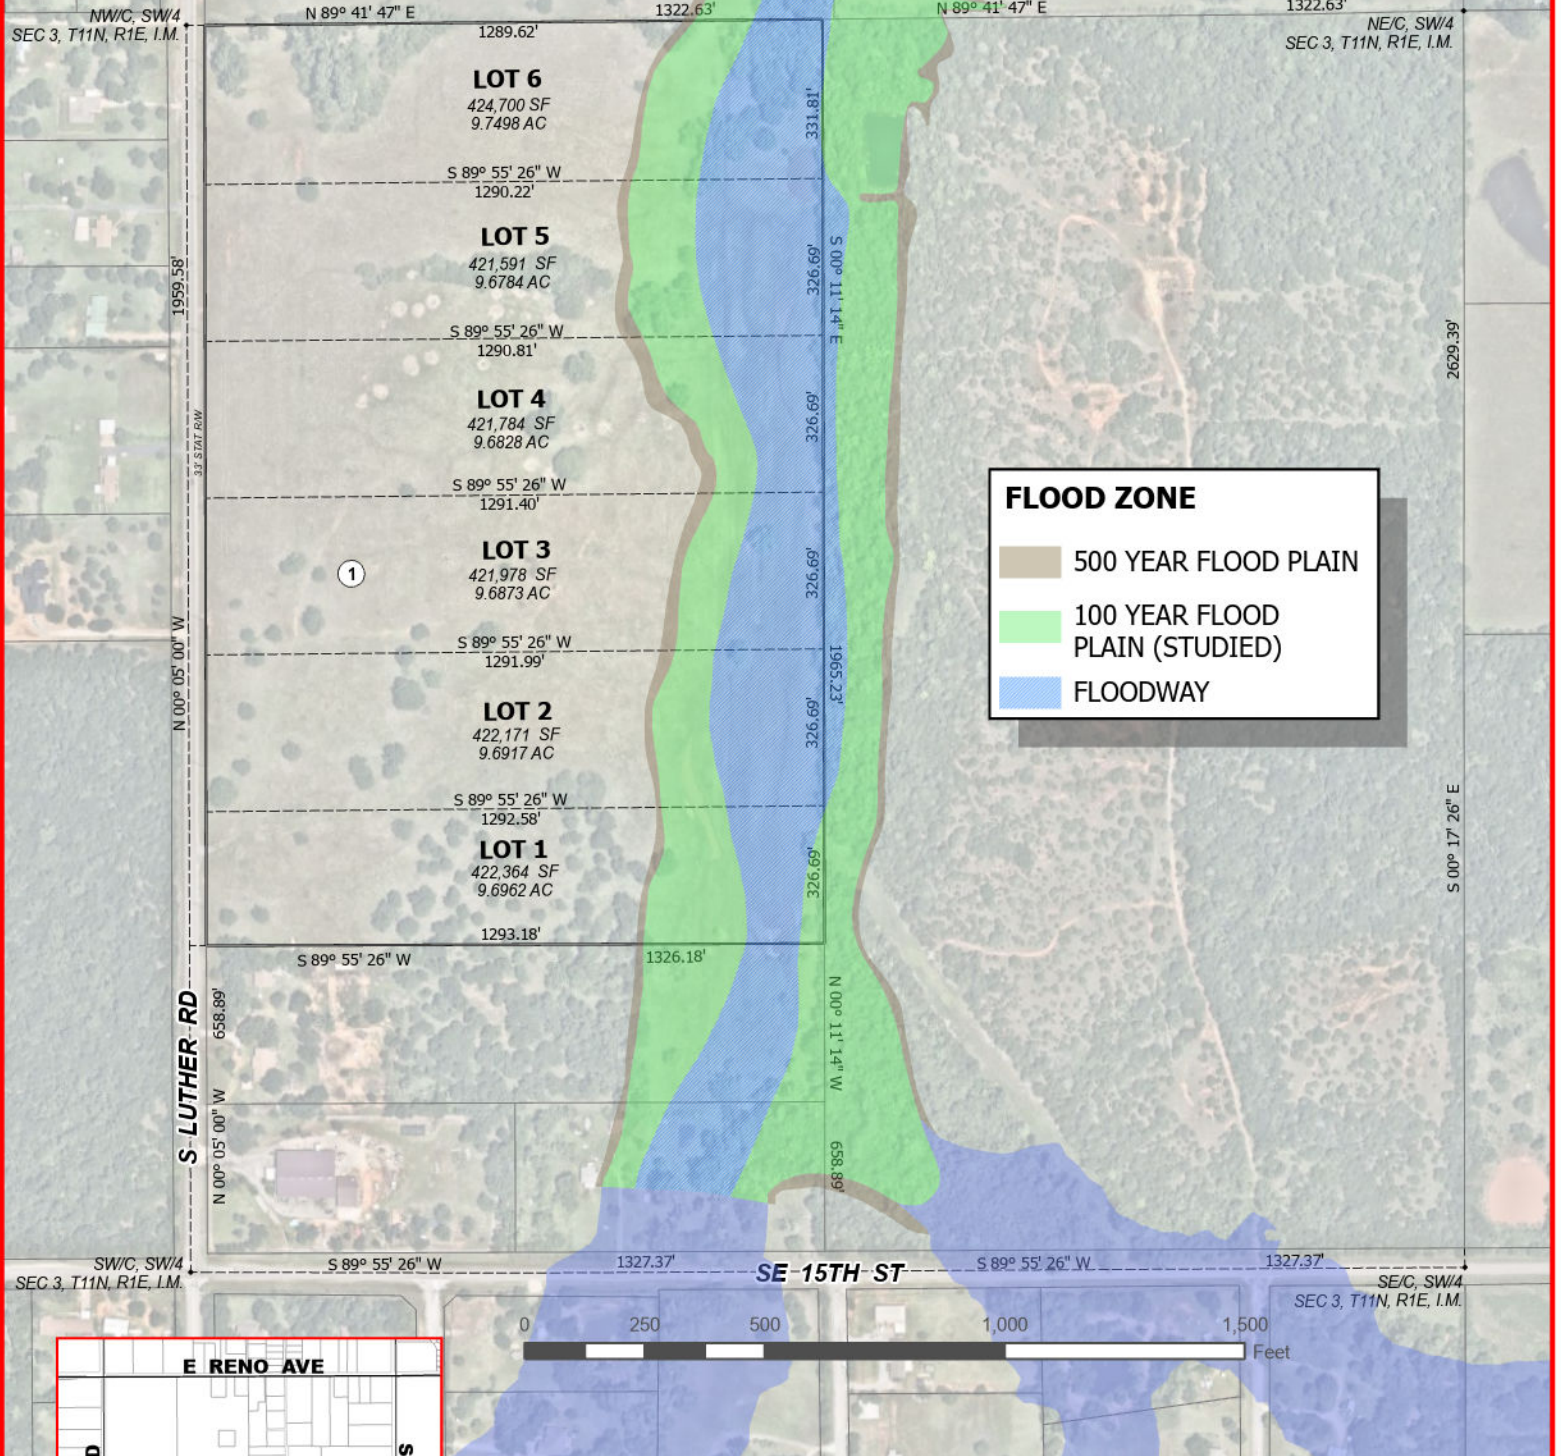 NW/C, SW/4
SEC 3, T11N, R1E, I.M.
N 89° 41' 47" E
1322.63'
N 89° 41' 47" E
1322.63'
NE/C, SW/4
SEC 3, T11N, R1E, I.M.
1289.62'
LOT 6
424,700 SF
9.7498 AC
331.81'
S 89° 55' 26" W
1290.22'
LOT 5
421,591 SF
9.6784 AC
326.69'
S 00° 11' 14" E
1959.58'
S 89° 55' 26" W
1290.81'
2629.39'
LOT 4
421,784 SF
9.6828 AC
326.69'
33' STAT R/W
S 89° 55' 26" W
1291.40'
LOT 3
421,978 SF
9.6873 AC
326.69'
1
FLOOD ZONE
500 YEAR FLOOD PLAIN
100 YEAR FLOOD
PLAIN (STUDIED)
FLOODWAY
N 00° 05' 00" W
S 89° 55' 26" W
1291.99'
1965.23'
LOT 2
422,171 SF
9.6917 AC
326.69'
S 89° 55' 26" W
1292.58'
S 00° 17' 26" E
LOT 1
422,364 SF
9.6962 AC
326.69'
1293.18'
S 89° 55' 26" W
1326.18'
658.89'
N 00° 11' 14" W
S LUTHER RD
N 00° 05' 00" W
658.89'
SW/C, SW/4
SEC 3, T11N, R1E, I.M.
S 89° 55' 26" W
1327.37'
SE 15TH ST
S 89° 55' 26" W
1327.37'
SE/C, SW/4
SEC 3, T11N, R1E, I.M.
0 250 500 1,000 1,500
Feet
E RENO AVE
D
S